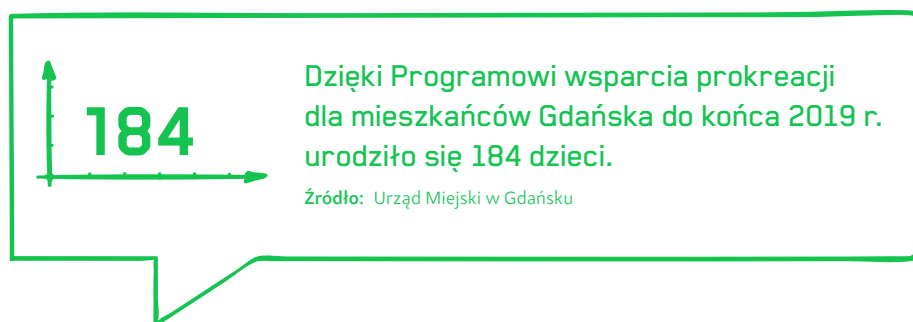 184
Dzięki Programowi wsparcia prokreacji
dla mieszkańców Gdańska do końca 2019 r.
urodziło się 184 dzieci.
Źródło: Urząd Miejski w Gdańsku